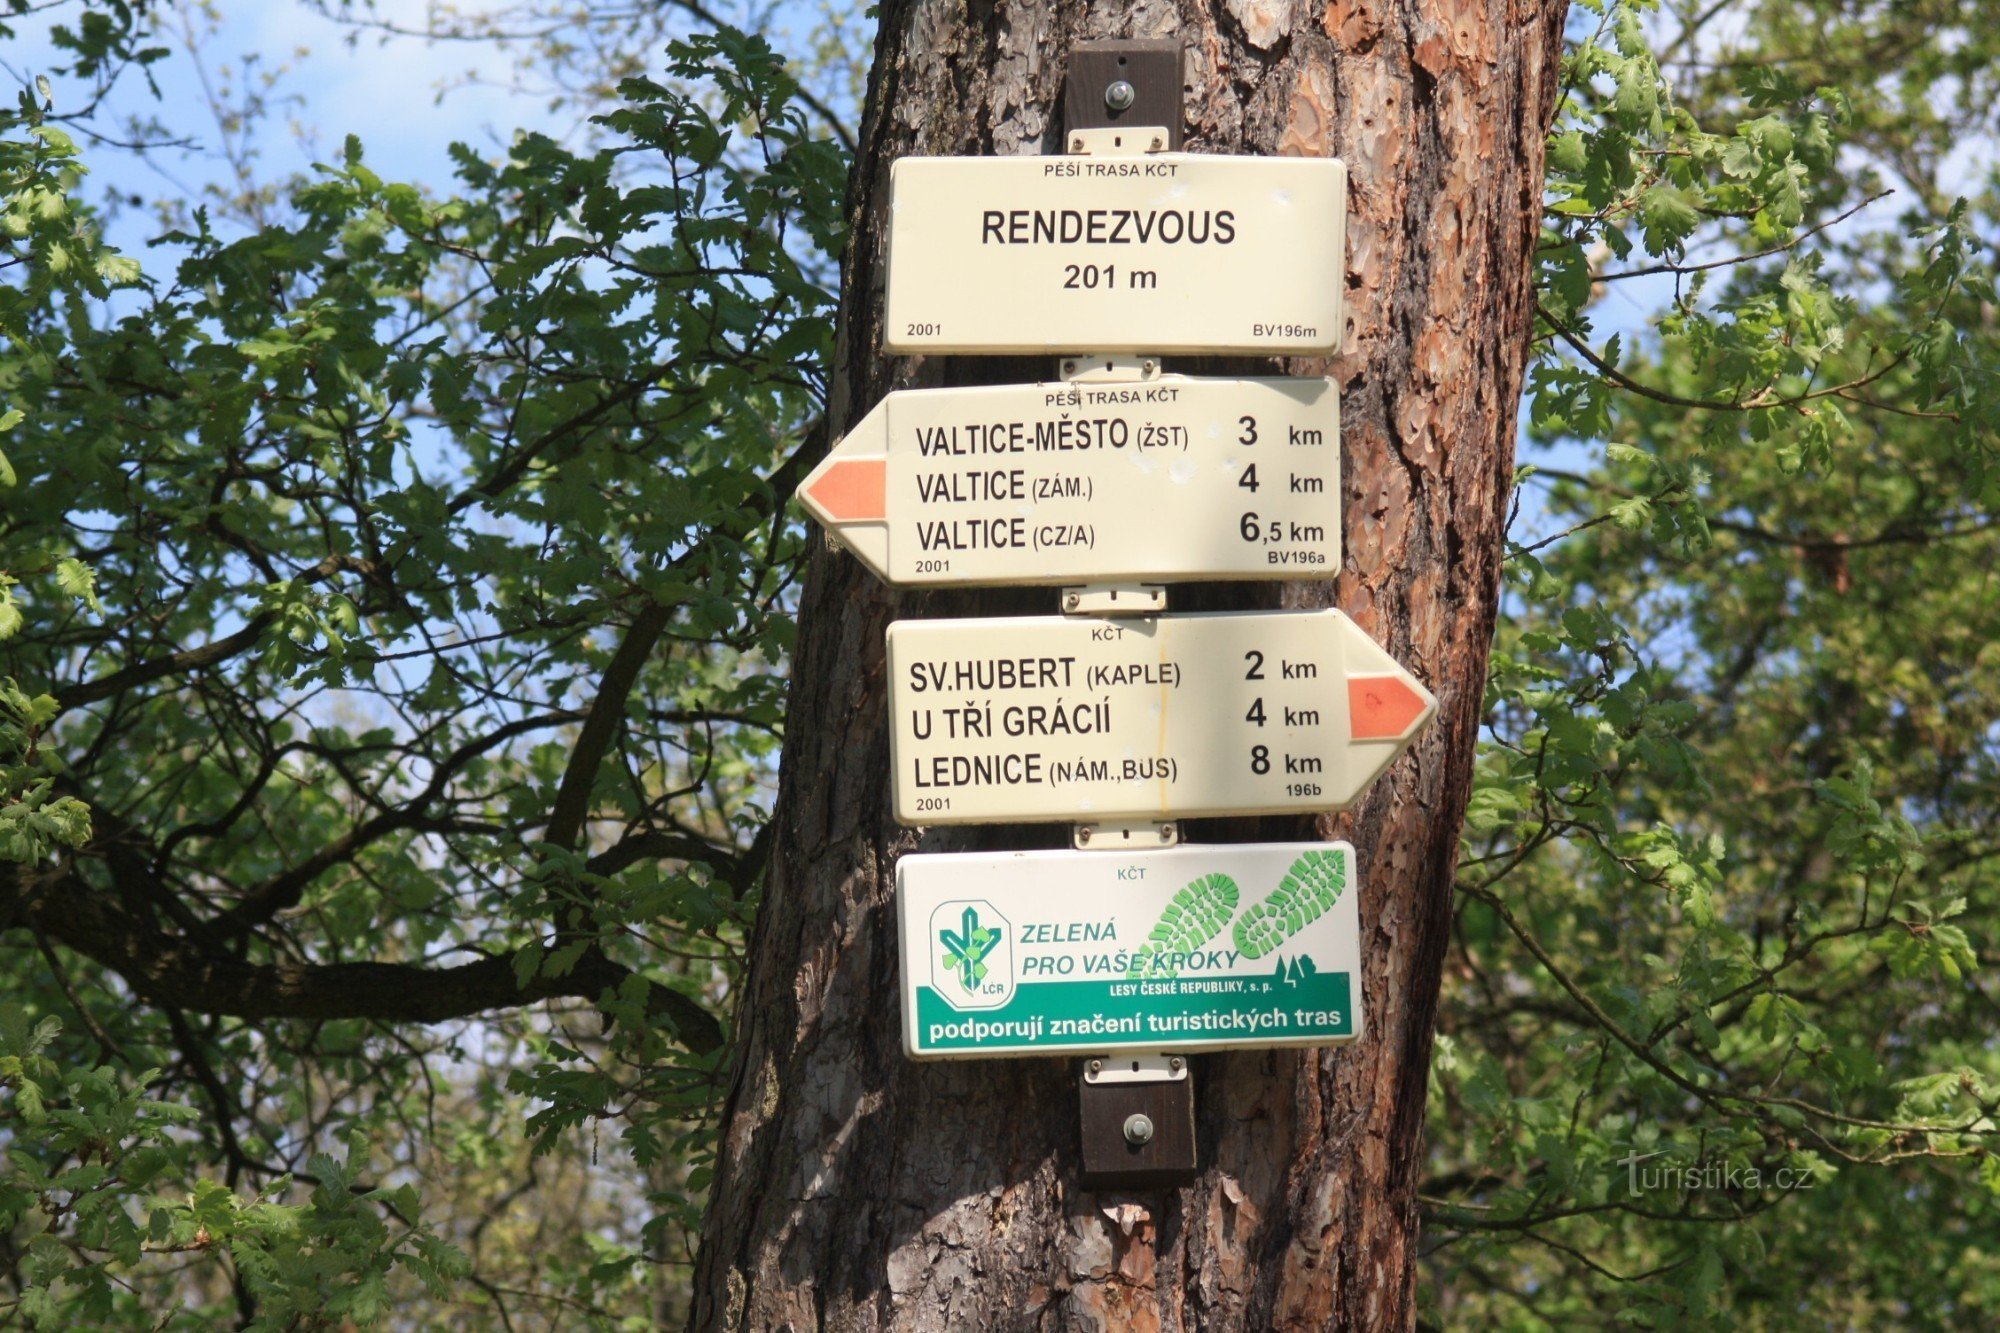 PĚŠÍ TRASA KČT
RENDEZVOUS
201 m
2001 BV196m
PĚŠÍ TRASA KČT
VALTICE-MĚSTO (ŽST) 3 km
VALTICE (ZÁM.) 4 km
VALTICE (CZ/A) 6,5 km
2001 BV196a
KČT
SV.HUBERT (KAPLE) 2 km
U TŘÍ GRÁCIÍ 4 km
LEDNICE (NÁM.,BUS) 8 km
2001 196b
KČT
ZELENÁ
PRO VAŠE KROKY
LČR
LESY ČESKÉ REPUBLIKY, s. p.
podporují značení turistických tras
Turistika.cz